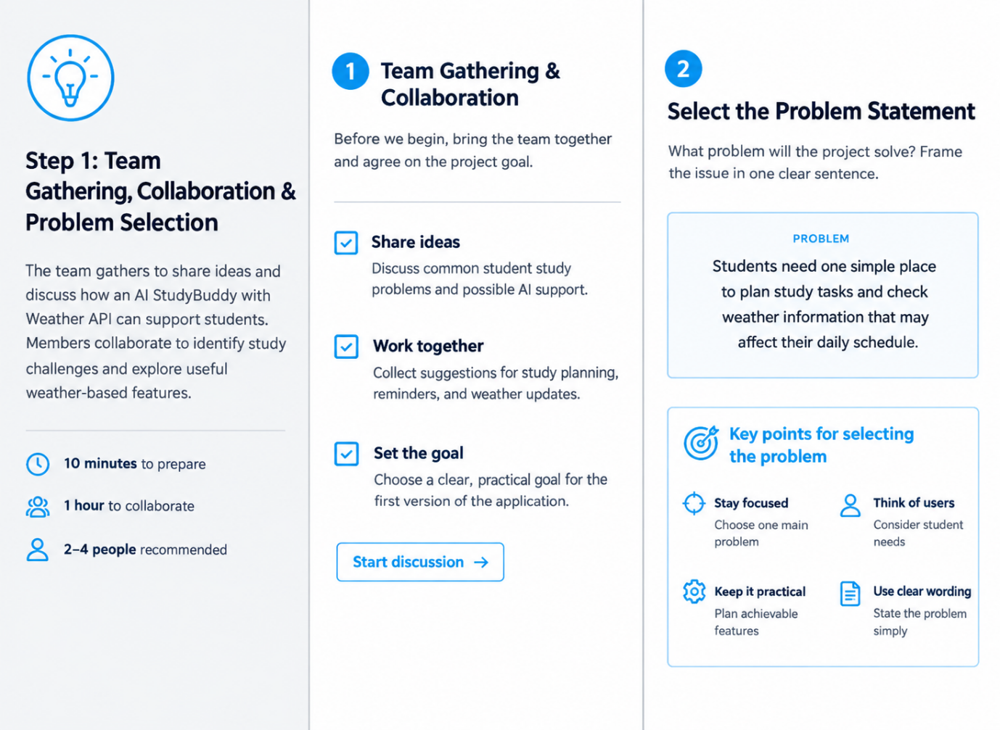 Step 1: Team
Gathering, Collaboration &
Problem Selection
The team gathers to share ideas and
discuss how an AI StudyBuddy with
Weather API can support students.
Members collaborate to identify study
challenges and explore useful
weather-based features.
10 minutes to prepare
1 hour to collaborate
2–4 people recommended
1
Team Gathering &
Collaboration
Before we begin, bring the team together
and agree on the project goal.
Share ideas
Discuss common student study
problems and possible AI support.
Work together
Collect suggestions for study planning,
reminders, and weather updates.
Set the goal
Choose a clear, practical goal for the
first version of the application.
Start discussion →
2
Select the Problem Statement
What problem will the project solve? Frame
the issue in one clear sentence.
PROBLEM
Students need one simple place
to plan study tasks and check
weather information that may
affect their daily schedule.
Key points for selecting
the problem
Stay focused
Choose one main
problem
Think of users
Consider student
needs
Keep it practical
Plan achievable
features
Use clear wording
State the problem
simply